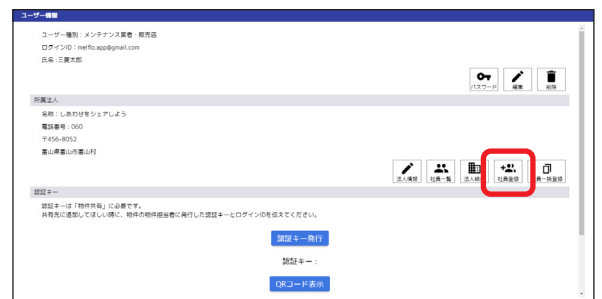 ユーザー情報
ユーザー種別：メンテナンス業者・販売店
ログインID：melflo.app@gmail.com
氏名：三菱太郎
パスワード 編集 削除
所属法人
名称：しあわせをシェアしよう
電話番号：060
〒456-8052
富山県富山市富山村
法人情報 社員一覧 法人 社員登録 員一括登録
認証キー
認証キーは「物件共有」に必要です。
共有先に追加してほしい時に、物件の物件担当者に発行した認証キーとログインIDを伝えてください。
認証キー発行
認証キー：
QRコード表示